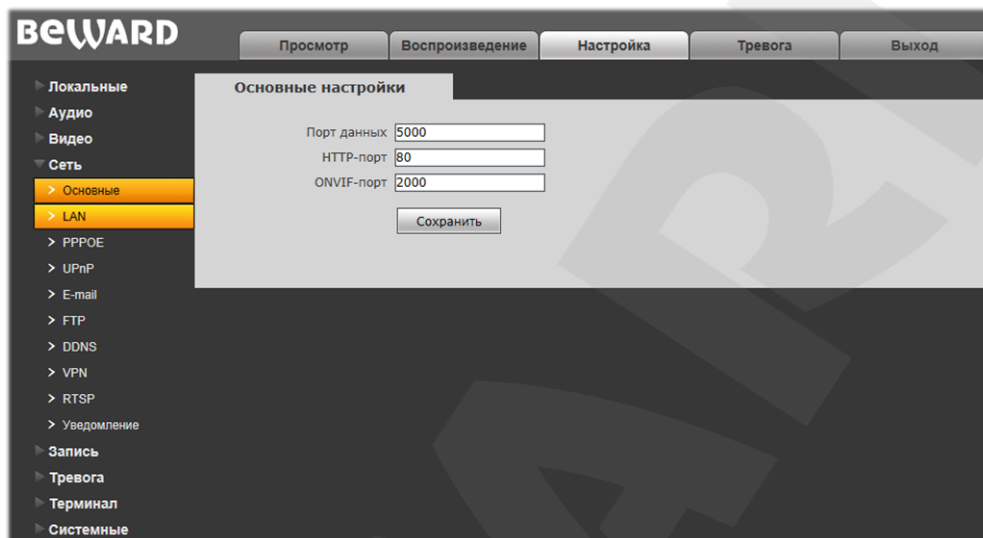 BEWARD
Просмотр Воспроизведение Настройка Тревога Выход
Локальные
Аудио
Видео
Сеть
Основные
LAN
PPPOE
UPnP
E-mail
FTP
DDNS
VPN
RTSP
Уведомление
Запись
Тревога
Терминал
Системные
Основные настройки
Порт данных 5000
HTTP-порт 80
ONVIF-порт 2000
Сохранить